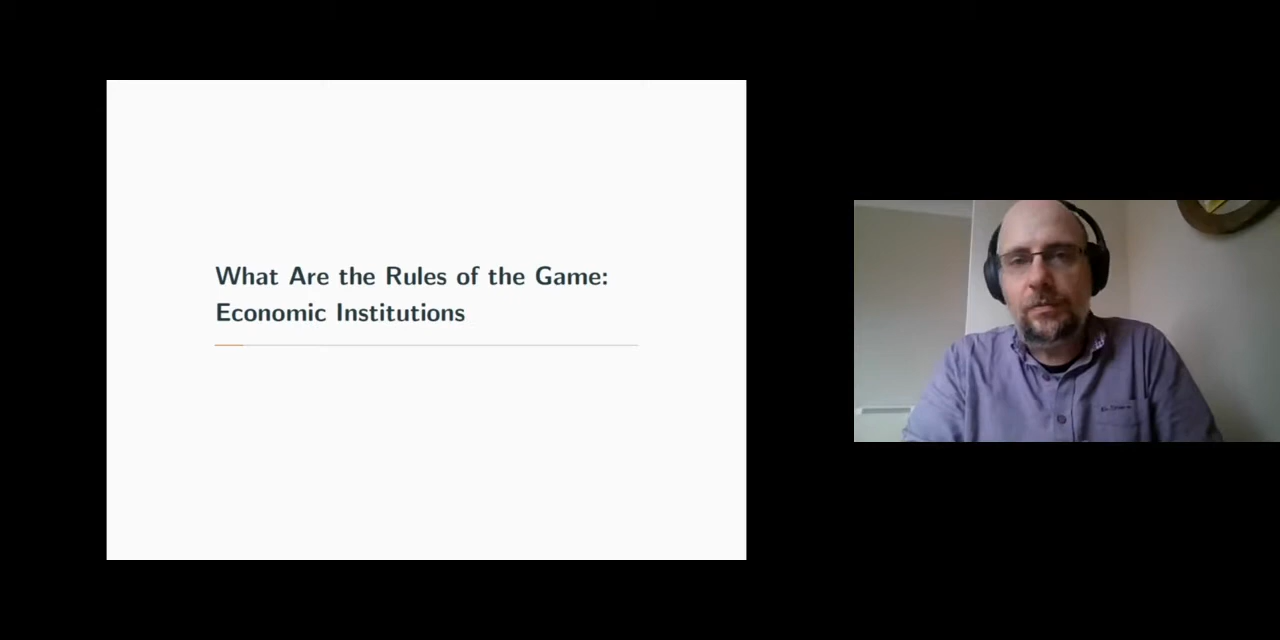 What Are the Rules of the Game:
Economic Institutions